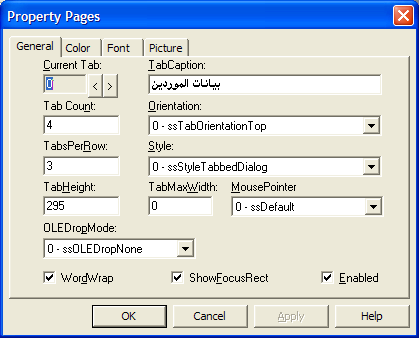 Property Pages
General Color Font Picture
Current Tab: TabCaption:
0 < > بيانات الموردين
Tab Count: Orientation:
4 0 - ssTabOrientationTop
TabsPerRow: Style:
3 0 - ssStyleTabbedDialog
TabHeight: TabMaxWidth: MousePointer
295 0 0 - ssDefault
OLEDropMode:
0 - ssOLEDropNone
WordWrap ShowFocusRect Enabled
OK Cancel Apply Help